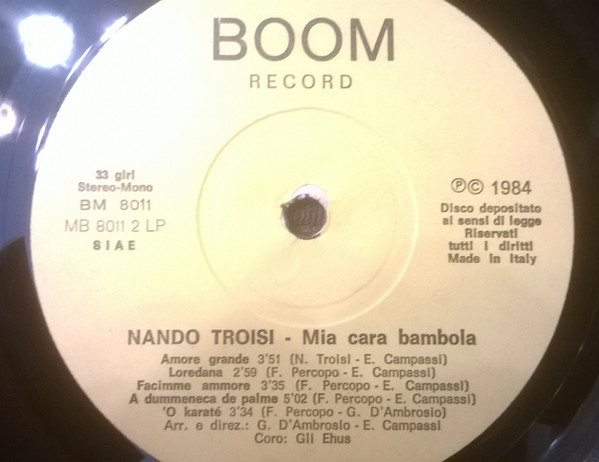 BOOM
RECORD
33 giri
Stereo-Mono
BM 8011
MB 8011 2 LP
SIAE
℗© 1984
Disco depositato
ai sensi di legge
Riservati
tutti i diritti
Made in Italy
NANDO TROISI - Mia cara bambola
Amore grande 3'51 (N. Troisi - E. Campassi)
Loredana 2'59 (F. Percopo - E. Campassi)
Facimme ammore 3'35 (F. Percopo - E. Campassi)
A dummeneca de palme 5'02 (F. Percopo - E. Campassi)
'O karaté 3'34 (F. Percopo - G. D'Ambrosio)
Arr. e direz.: G. D'Ambrosio - E. Campassi
Coro: Gli Ehus